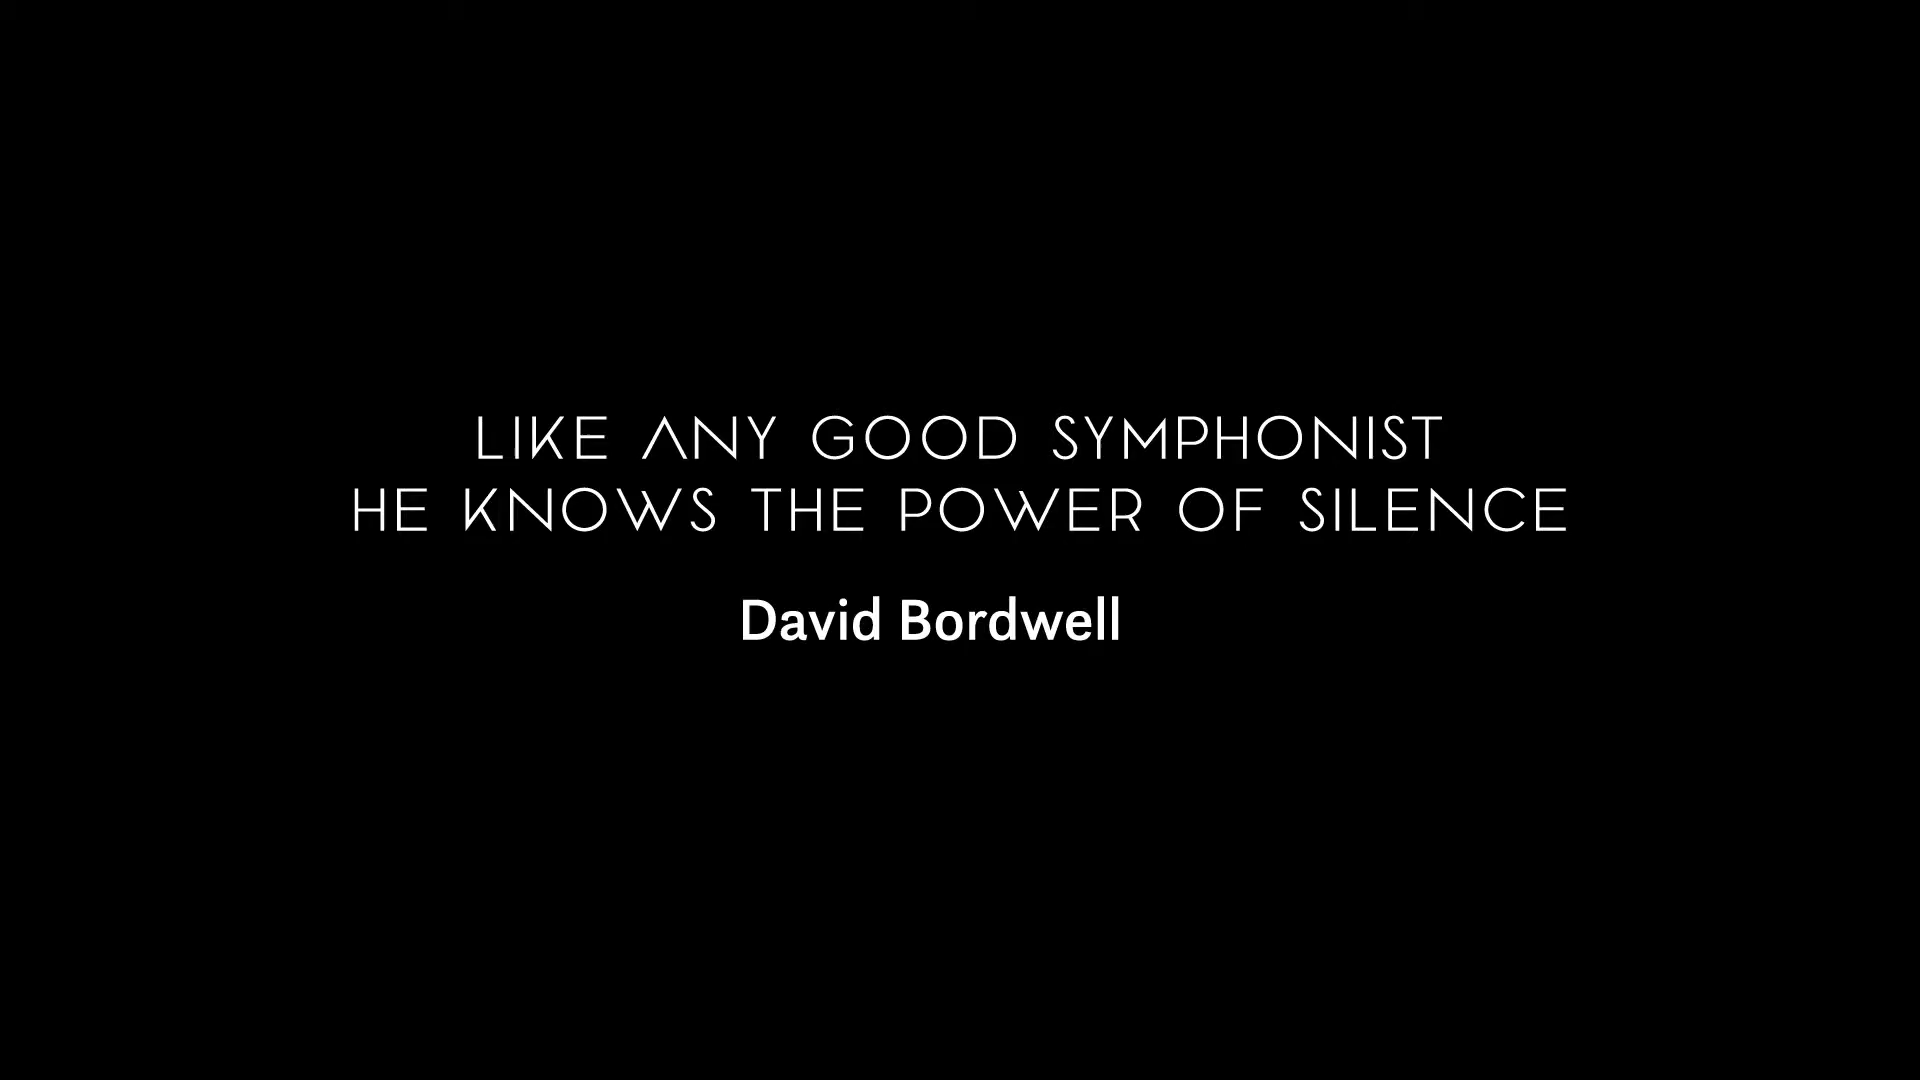 LIKE ANY GOOD SYMPHONIST
HE KNOWS THE POWER OF SILENCE
David Bordwell